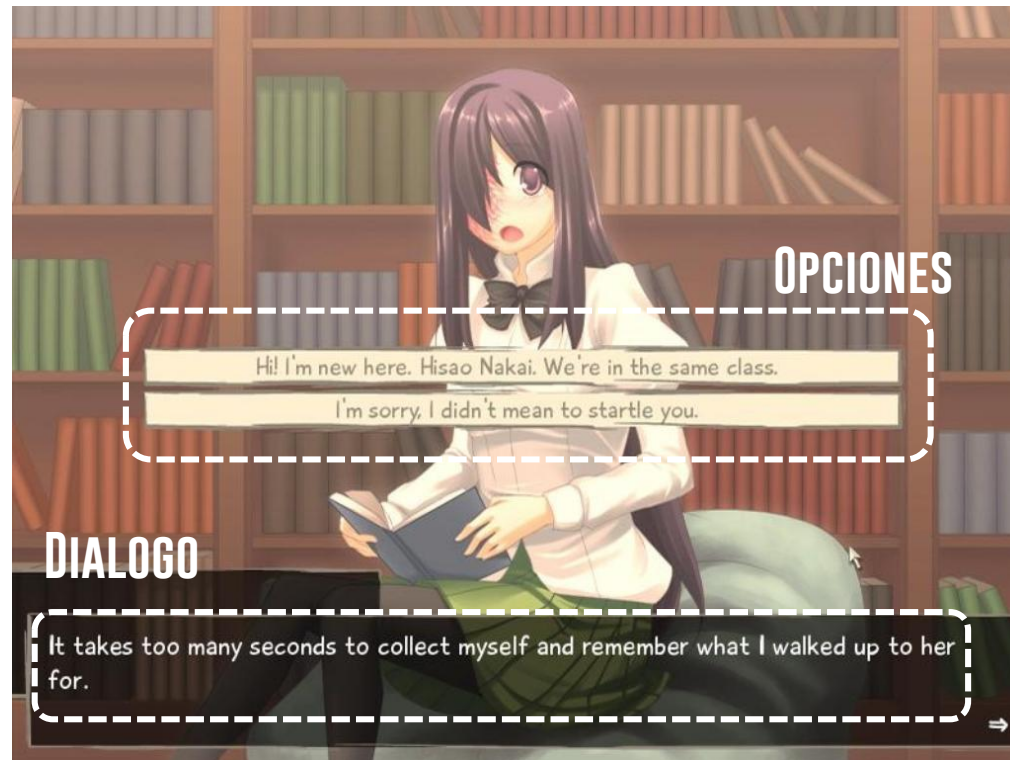 OPCIONES
Hi! I'm new here. Hisao Nakai. We're in the same class.
I'm sorry, I didn't mean to startle you.
DIALOGO
It takes too many seconds to collect myself and remember what I walked up to her
for.